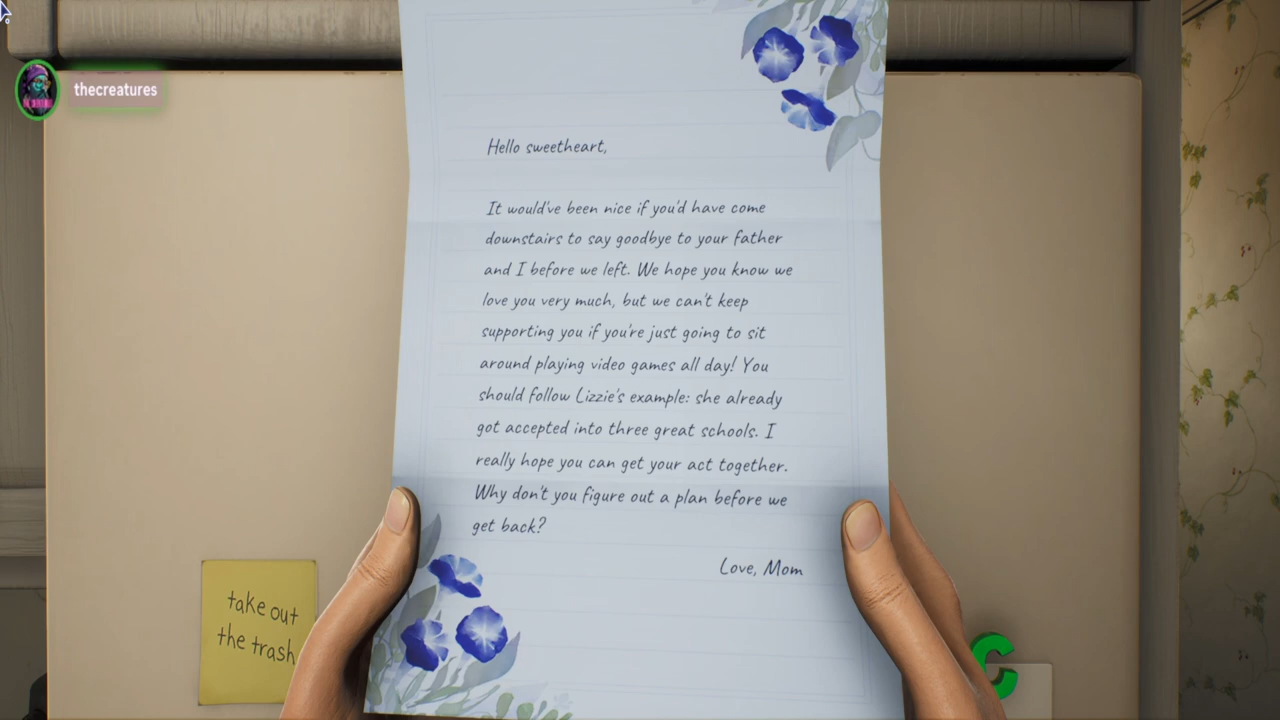 thecreatures
Hello sweetheart,
It would've been nice if you'd have come
downstairs to say goodbye to your father
and I before we left. We hope you know we
love you very much, but we can't keep
supporting you if you're just going to sit
around playing video games all day! You
should follow Lizzie's example: she already
got accepted into three great schools. I
really hope you can get your act together.
Why don't you figure out a plan before we
get back?
Love, Mom
take out
the trash
C